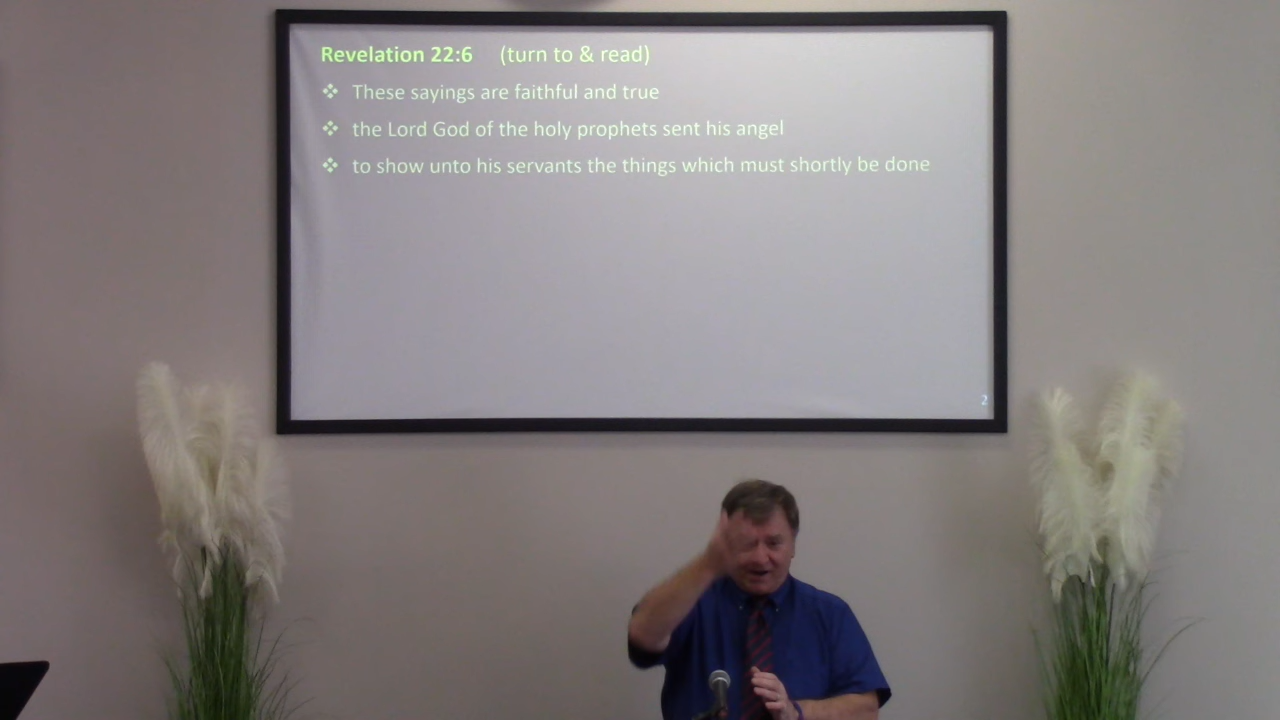 Revelation 22:6 (turn to & read)
❖ These sayings are faithful and true
❖ the Lord God of the holy prophets sent his angel
❖ to show unto his servants the things which must shortly be done
2